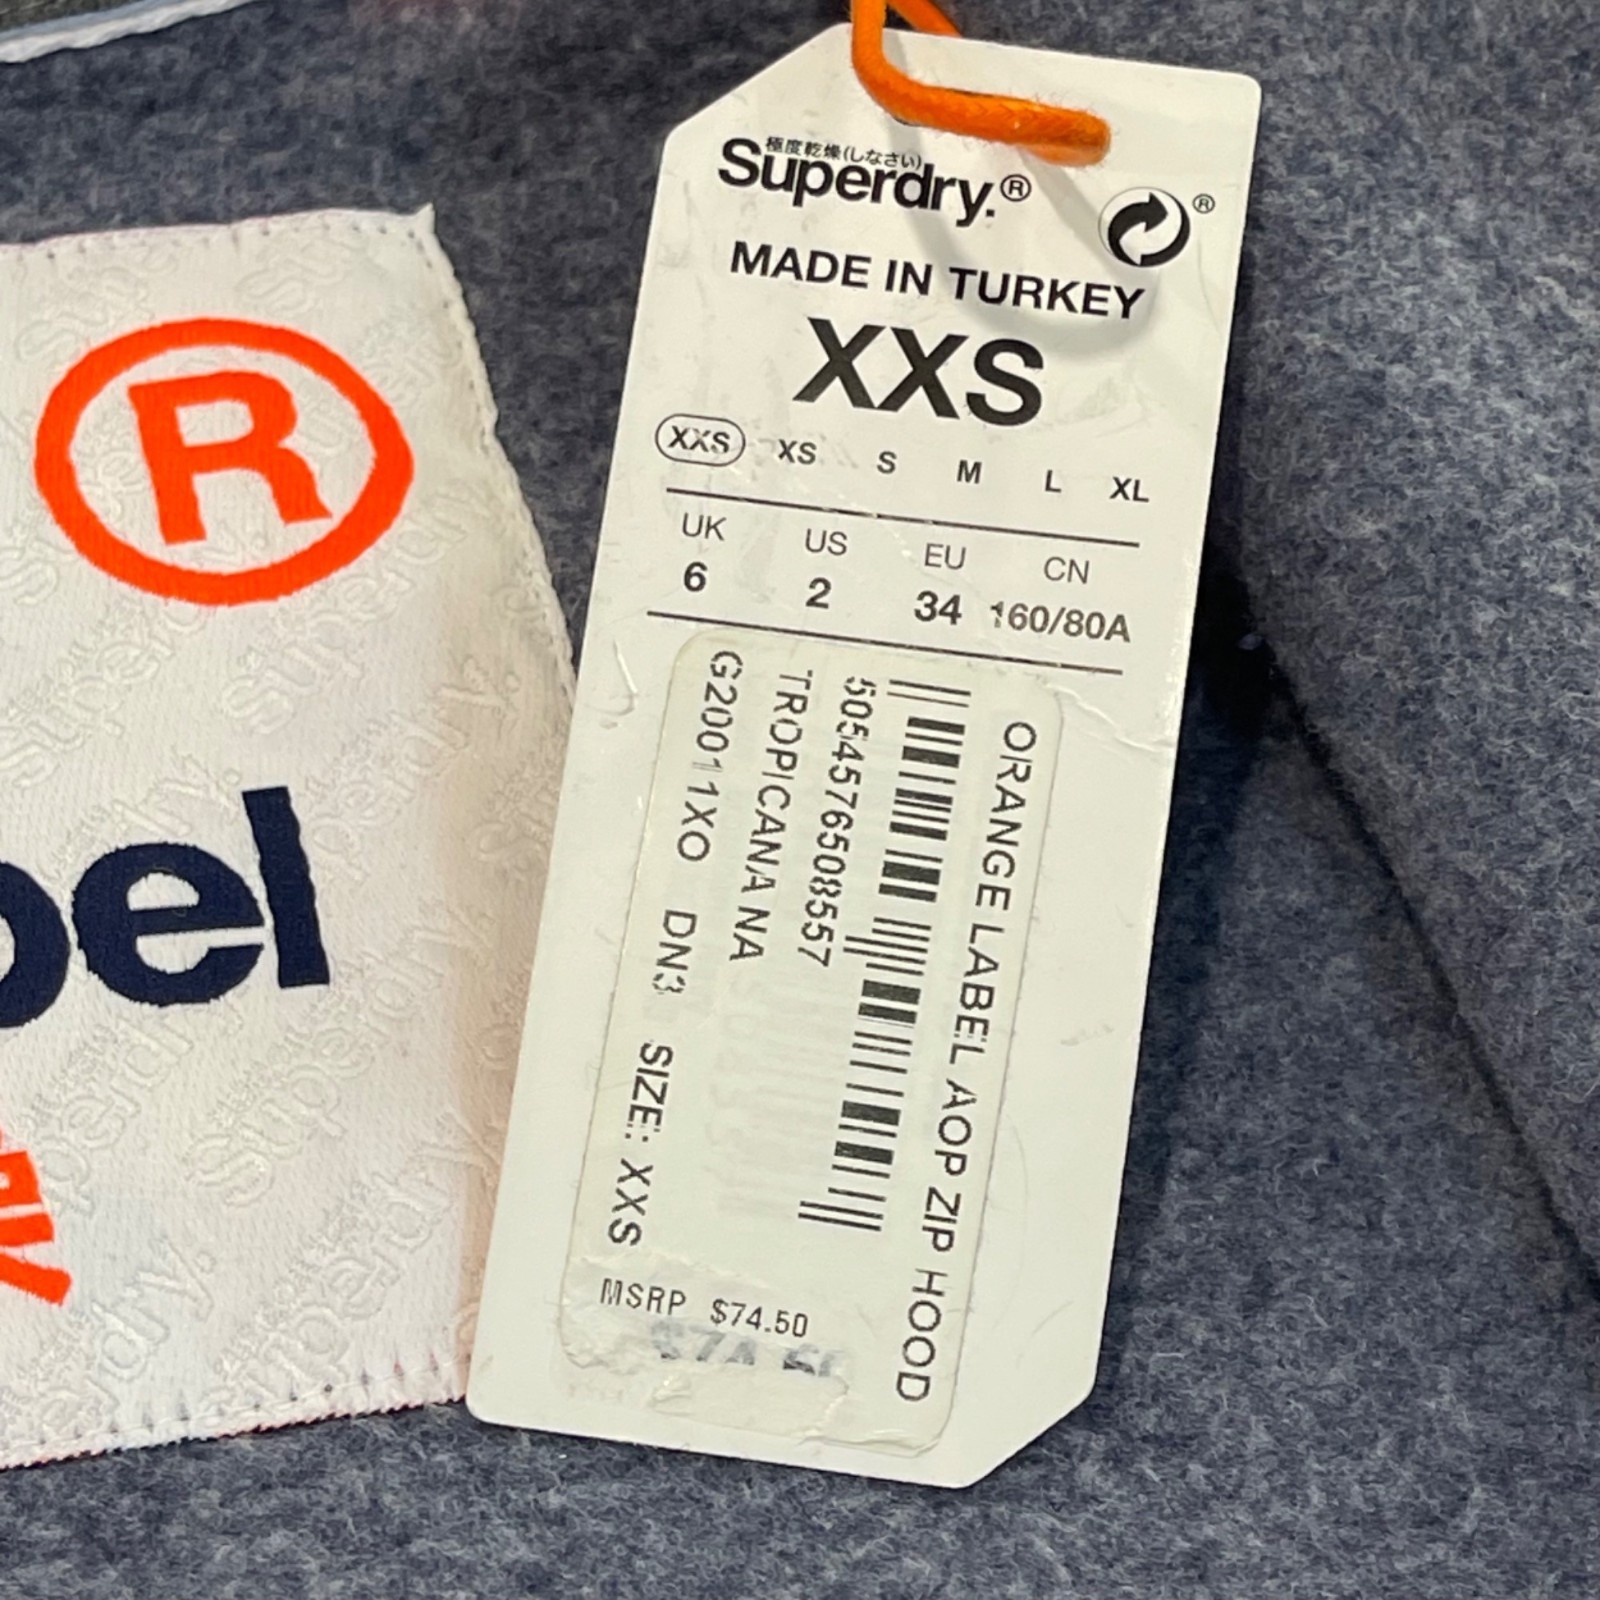 極度乾燥(しなさい)
Superdry.®
®
MADE IN TURKEY
XXS
XXS XS S M L XL
UK US EU CN
6 2 34 160/80A
ORANGE LABEL AOP ZIP HOOD
5054576508557
TROPICANA NA
G20011XO DN3 SIZE: XXS
MSRP $74.50
®